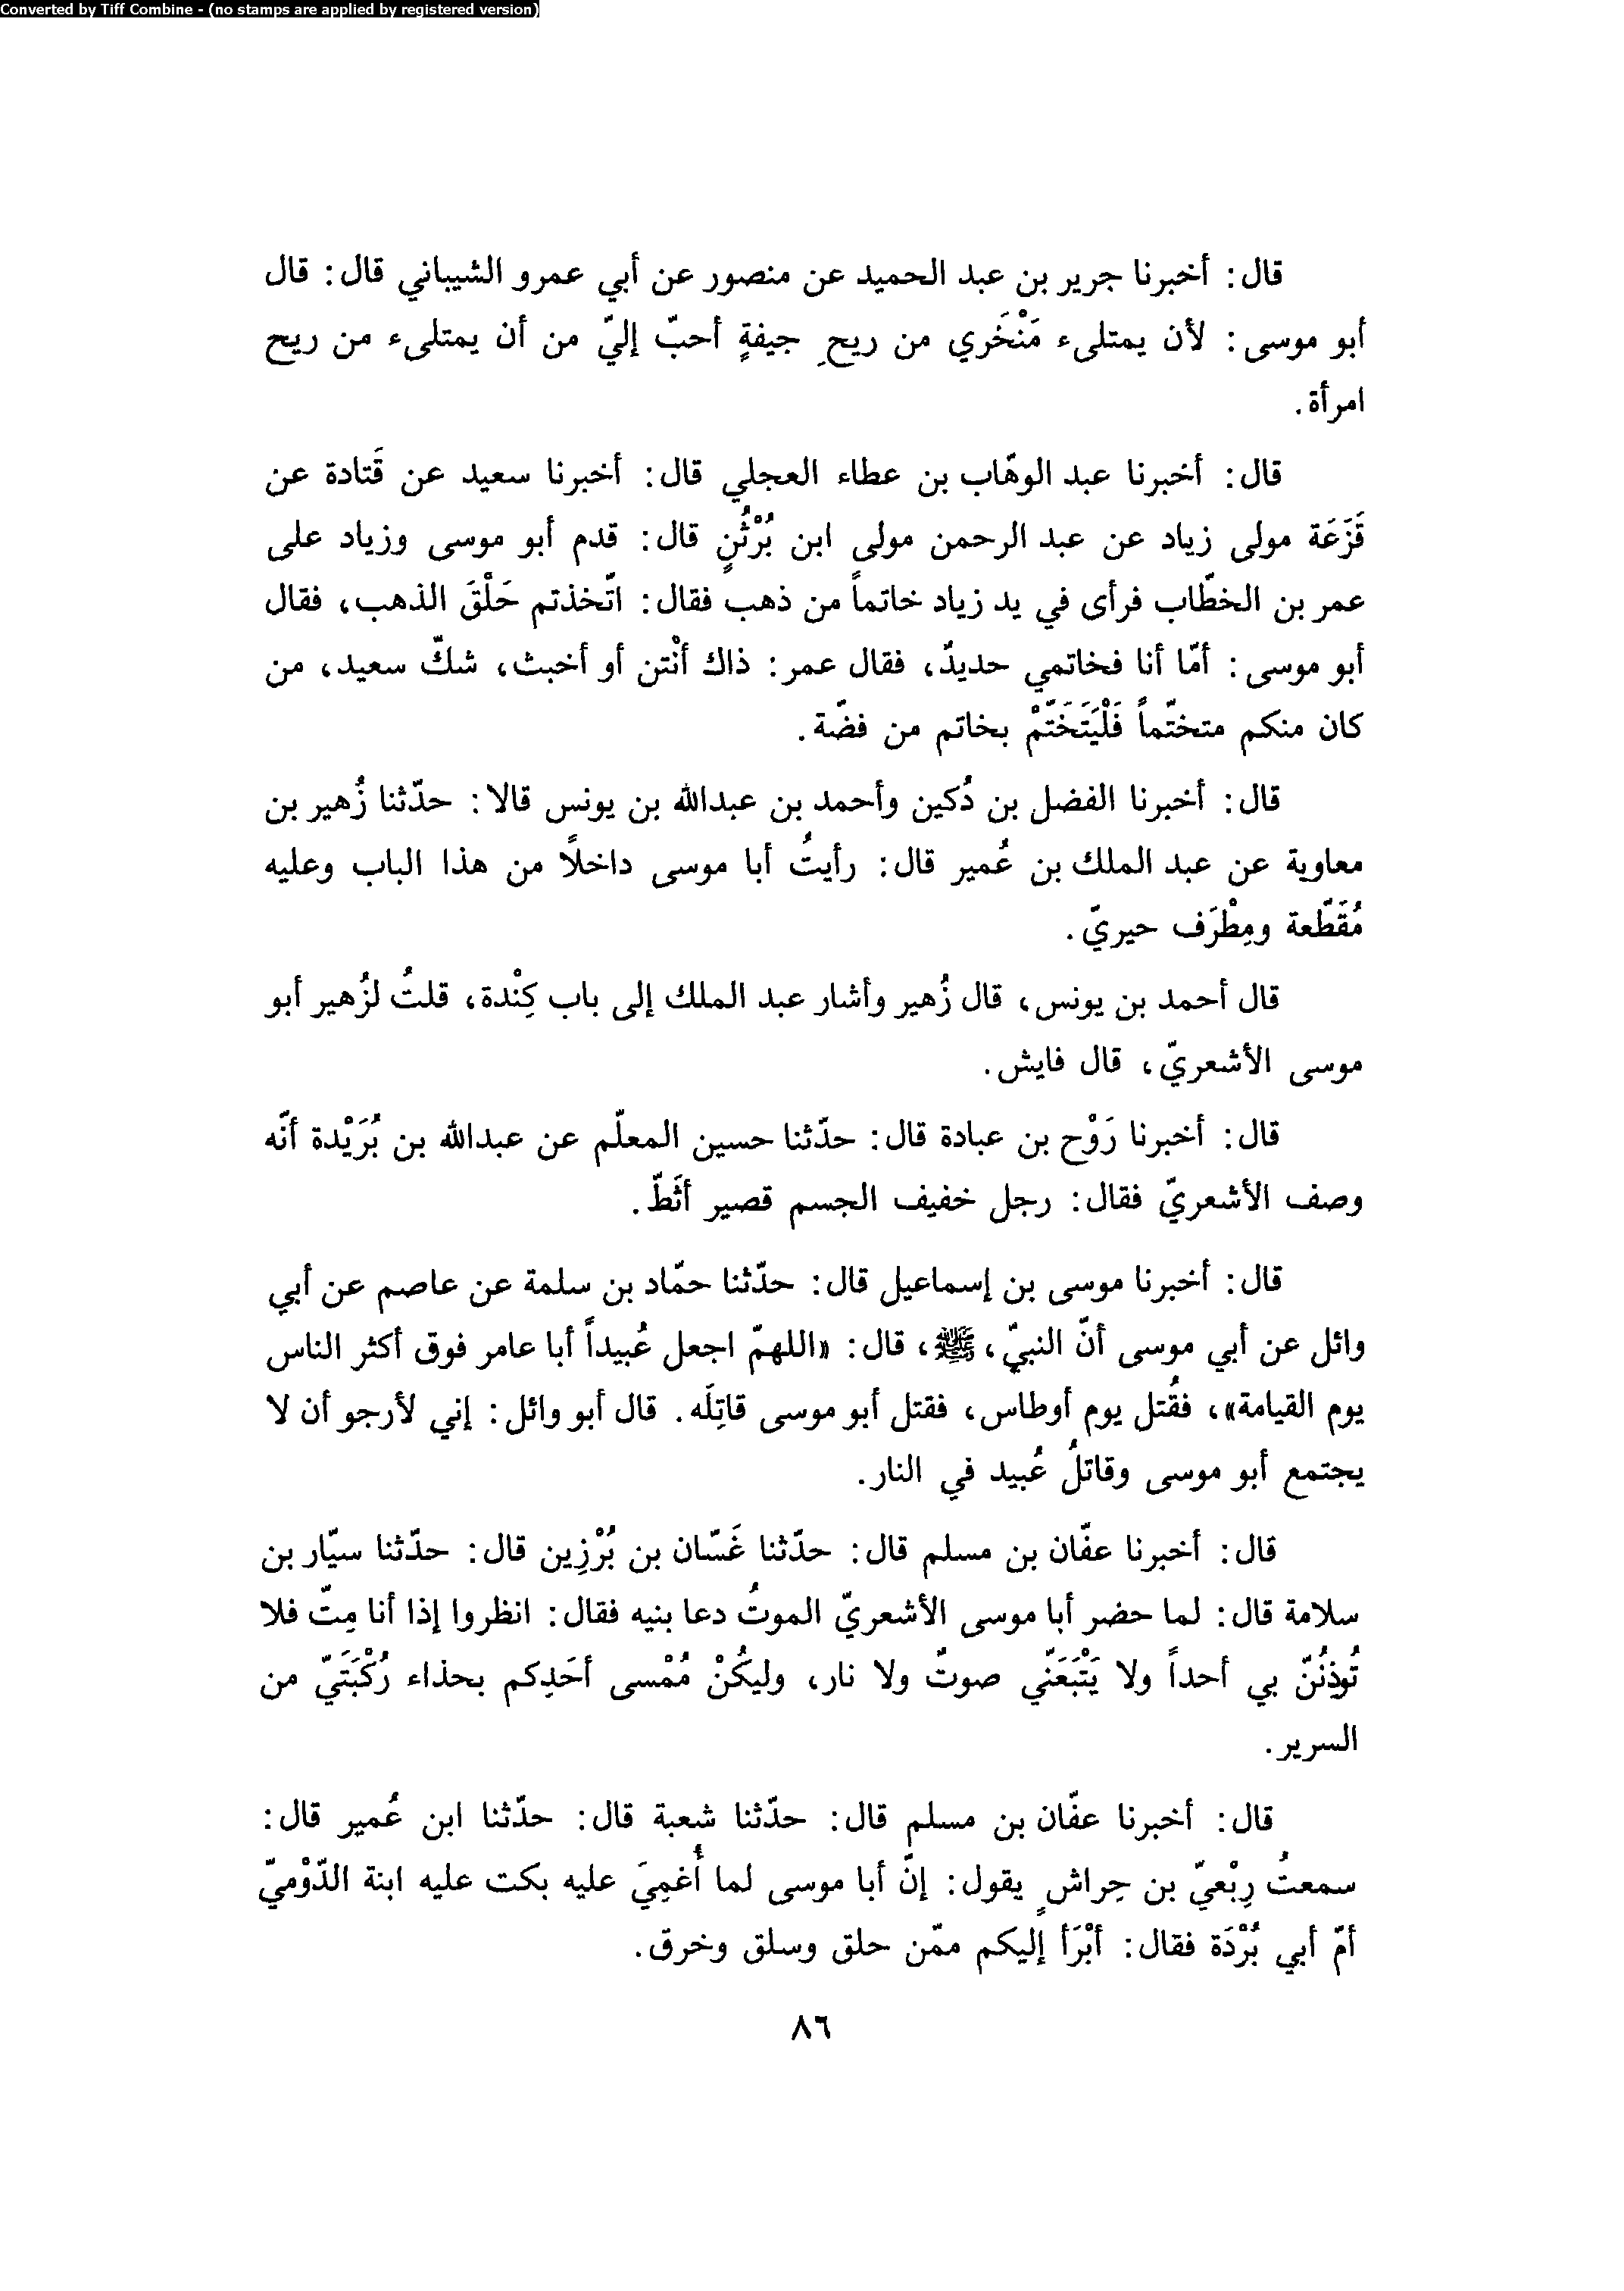 Converted by Tiff Combine - (no stamps are applied by registered version)
قال: أخبرنا جرير بن عبد الحميد عن منصور عن أبي عمرو الشيباني قال: قال
أبو موسى: لأن يمتلىء مَنْخَري من ريحِ جيفةٍ أحبّ إليّ من أن يمتلىء من ريح
امرأة.
قال: أخبرنا عبد الوهّاب بن عطاء العجلي قال: أخبرنا سعيد عن قَتادة عن
قَزَعَة مولى زياد عن عبد الرحمن مولى ابن بُرْثُنٍ قال: قدم أبو موسى وزياد على
عمر بن الخطّاب فرأى في يد زياد خاتماً من ذهب فقال: اتّخذتم حَلْقَ الذهب، فقال
أبو موسى: أمّا أنا فخاتمي حديدٌ، فقال عمر: ذاك أنْتن أو أخبث، شكّ سعيد، من
كان منكم متختّماً فَلْيَتَخَتّمْ بخاتم من فضّة.
قال: أخبرنا الفضل بن دُكين وأحمد بن عبدالله بن يونس قالا: حدّثنا زُهير بن
معاوية عن عبد الملك بن عُمير قال: رأيتُ أبا موسى داخلًا من هذا الباب وعليه
مُقَطّعة ومِطْرَف حيريّ.
قال أحمد بن يونس، قال زُهير وأشار عبد الملك إلى باب كِنْدة، قلتُ لزُهير أبو
موسى الأشعريّ، قال فايش.
قال: أخبرنا رَوْح بن عبادة قال: حدّثنا حسين المعلّم عن عبدالله بن بُرَيْدة أنّه
وصف الأشعريّ فقال: رجل خفيف الجسم قصير أثَطّ.
قال: أخبرنا موسى بن إسماعيل قال: حدّثنا حمّاد بن سلمة عن عاصم عن أبي
وائل عن أبي موسى أنّ النبيّ، ﷺ، قال: «اللهمّ اجعل عُبيداً أبا عامر فوق أكثر الناس
يوم القيامة»، فقُتل يوم أوطاس، فقتل أبو موسى قاتِلَه. قال أبو وائل: إني لأرجو أن لا
يجتمع أبو موسى وقاتلُ عُبيد في النار.
قال: أخبرنا عفّان بن مسلم قال: حدّثنا غَسّان بن بُرْزِين قال: حدّثنا سيّار بن
سلامة قال: لما حضر أبا موسى الأشعريّ الموتُ دعا بنيه فقال: انظروا إذا أنا مِتّ فلا
تُوذِنُنّ بي أحداً ولا يَتْبَعَنّي صوتٌ ولا نار، وليكُنْ مُمْسى أحَدِكم بحذاء رُكْبَتَيّ من
السرير.
قال: أخبرنا عفّان بن مسلم قال: حدّثنا شعبة قال: حدّثنا ابن عُمير قال:
سمعتُ رِبْعيّ بن حِراشٍ يقول: إنّ أبا موسى لما أُغمِيَ عليه بكت عليه ابنة الدّوْميّ
أمّ أبي بُرْدَة فقال: أبْرَأ إليكم ممّن حلق وسلق وخرق.
٨٦